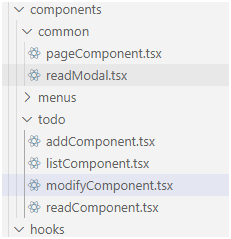 components
common
pageComponent.tsx
readModal.tsx
menus
todo
addComponent.tsx
listComponent.tsx
modifyComponent.tsx
readComponent.tsx
hooks